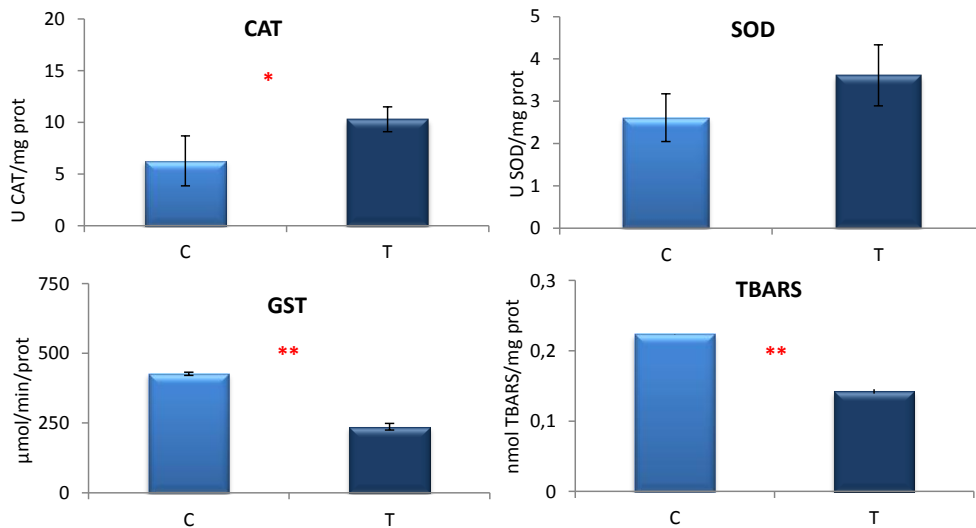 CAT
U CAT/mg prot
20
15
10
5
0
*
C
T
SOD
U SOD/mg prot
5
4
3
2
1
0
C
T
GST
µmol/min/prot
750
500
250
0
**
C
T
TBARS
nmol TBARS/mg prot
0,3
0,2
0,1
0
**
C
T